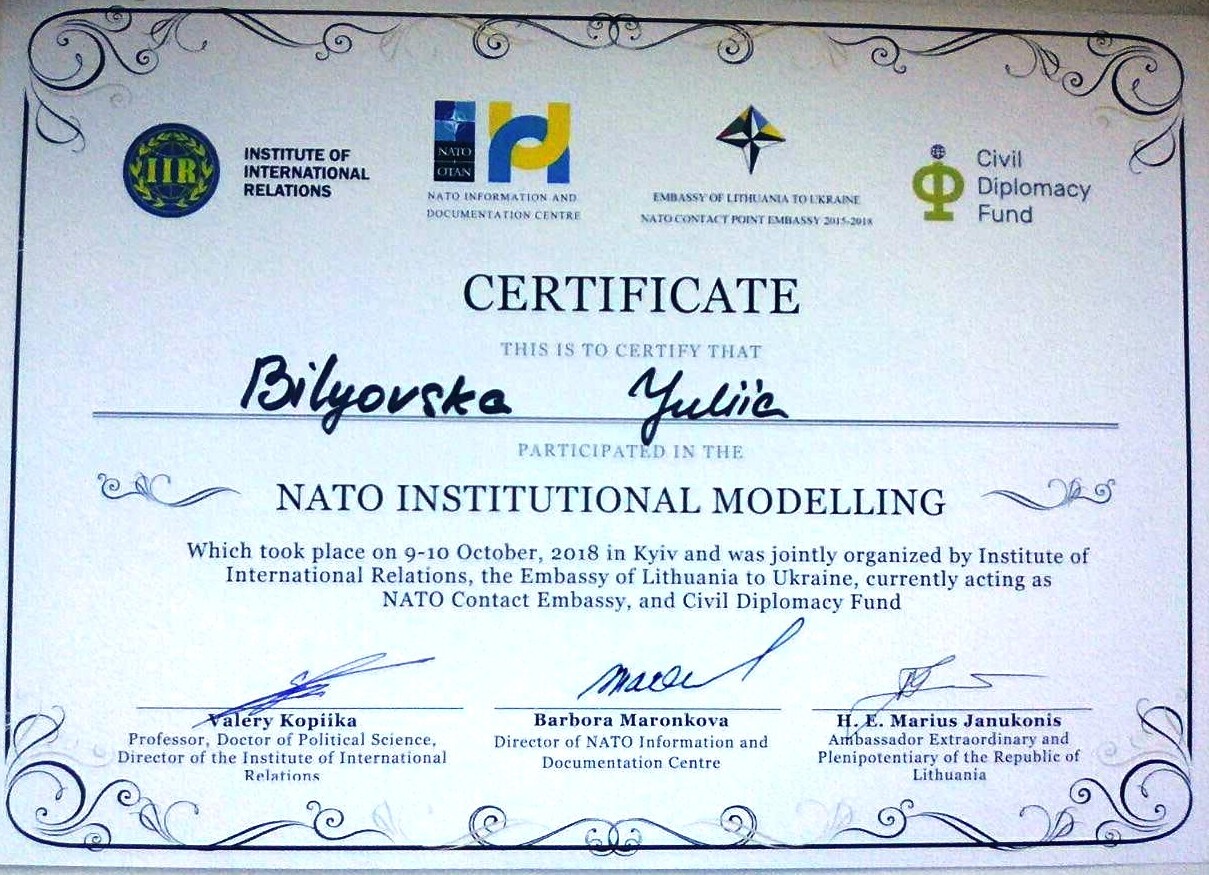 IIR
INSTITUTE OF
INTERNATIONAL
RELATIONS
NATO
OTAN
NATO INFORMATION AND
DOCUMENTATION CENTRE
EMBASSY OF LITHUANIA TO UKRAINE
NATO CONTACT POINT EMBASSY 2015-2018
Civil
Diplomacy
Fund
CERTIFICATE
THIS IS TO CERTIFY THAT
Bilyovska Yuliia
PARTICIPATED IN THE
NATO INSTITUTIONAL MODELLING
Which took place on 9-10 October, 2018 in Kyiv and was jointly organized by Institute of
International Relations, the Embassy of Lithuania to Ukraine, currently acting as
NATO Contact Embassy, and Civil Diplomacy Fund
Valery Kopiika
Professor, Doctor of Political Science,
Director of the Institute of International
Relations
Barbora Maronkova
Director of NATO Information and
Documentation Centre
H. E. Marius Janukonis
Ambassador Extraordinary and
Plenipotentiary of the Republic of
Lithuania